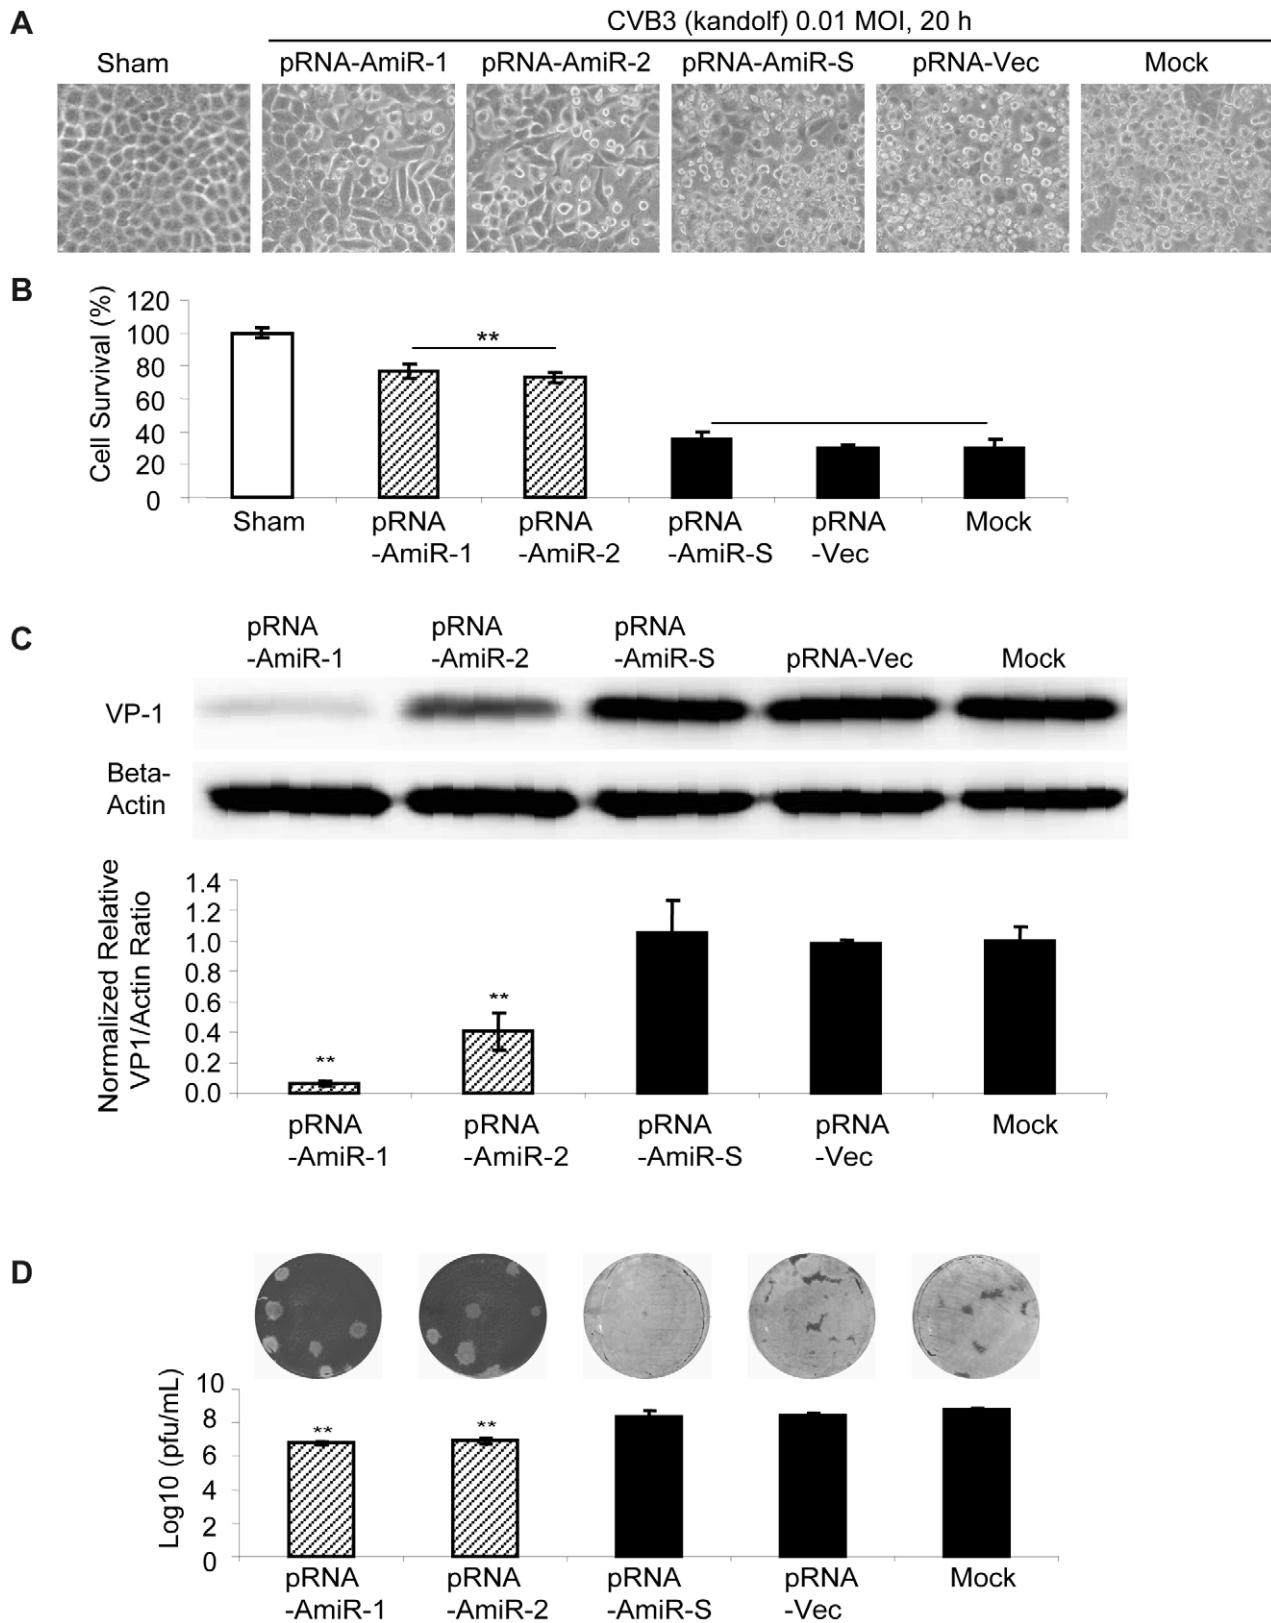 A
CVB3 (kandolf) 0.01 MOI, 20 h
Sham pRNA-AmiR-1 pRNA-AmiR-2 pRNA-AmiR-S pRNA-Vec Mock
B
Cell Survival (%)
120
100
80
60
40
20
0
**
Sham pRNA pRNA pRNA pRNA Mock
-AmiR-1 -AmiR-2 -AmiR-S -Vec
C
pRNA pRNA pRNA
-AmiR-1 -AmiR-2 -AmiR-S pRNA-Vec Mock
VP-1
Beta-
Actin
Normalized Relative
VP1/Actin Ratio
1.4
1.2
1.0
0.8
0.6
0.4
0.2
0.0
**
**
pRNA pRNA pRNA pRNA Mock
-AmiR-1 -AmiR-2 -AmiR-S -Vec
D
Log10 (pfu/mL)
10
8
6
4
2
0
**
**
pRNA pRNA pRNA pRNA Mock
-AmiR-1 -AmiR-2 -AmiR-S -Vec